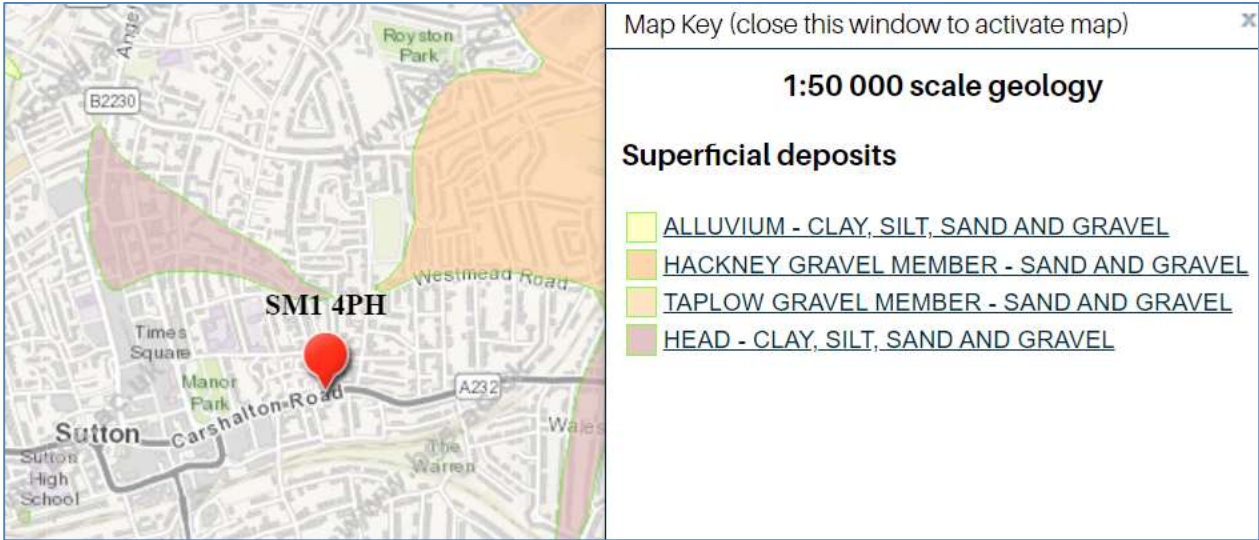 Map Key (close this window to activate map)
x
1:50 000 scale geology
Superficial deposits
ALLUVIUM - CLAY, SILT, SAND AND GRAVEL
HACKNEY GRAVEL MEMBER - SAND AND GRAVEL
TAPLOW GRAVEL MEMBER - SAND AND GRAVEL
HEAD - CLAY, SILT, SAND AND GRAVEL
Royston
Park
B2230
Westmead Road
SM1 4PH
Times
Square
Manor
Park
A232
Carshalton Road
Sutton
The
Warren
Sutton
High
School